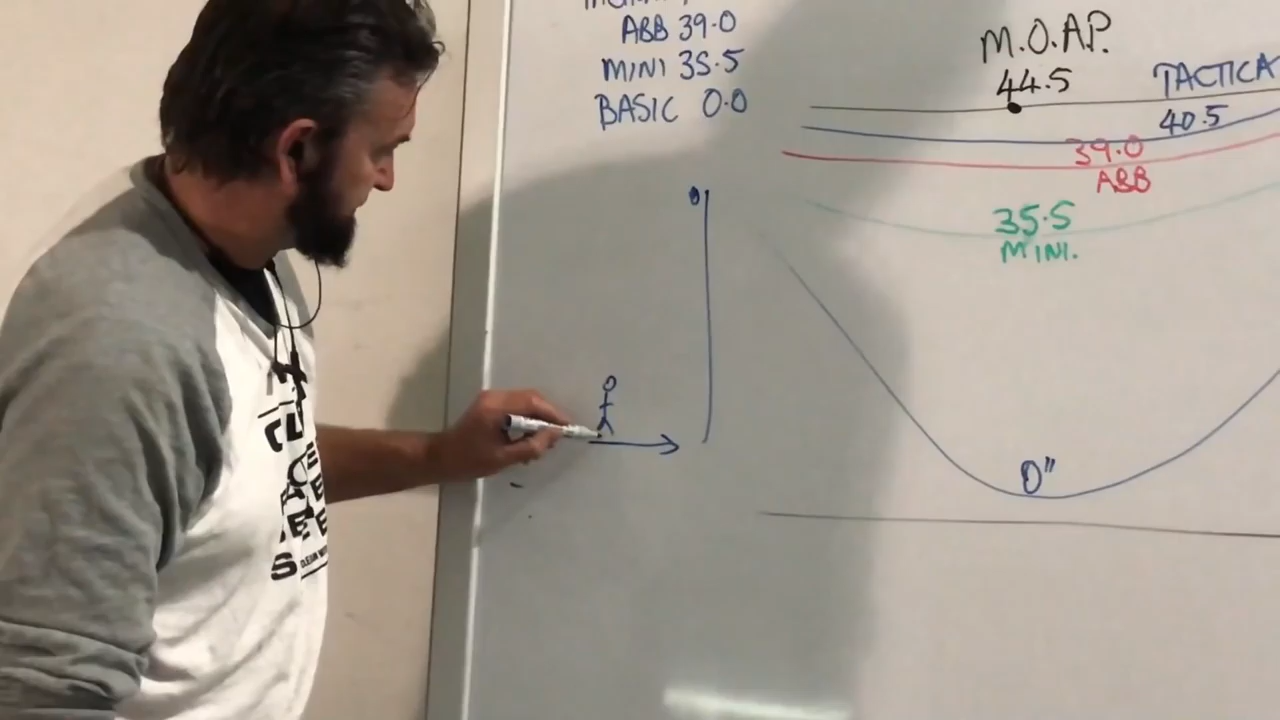 ABB 39.0
MINI 35.5
BASIC 0.0
M.O.A.P.
44.5
TACTICA
40.5
39.0
ABB
35.5
MINI.
0"